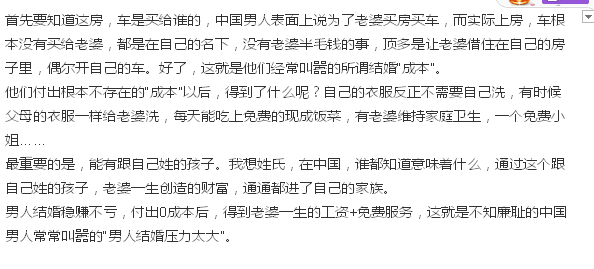 首先要知道这房，车是买给谁的，中国男人表面上说为了老婆买房买车，而实际上房，车根
本没有买给老婆，都是在自己的名下，没有老婆半毛钱的事，顶多是让老婆借住在自己的房
子里，偶尔开自己的车。好了，这就是他们经常叫嚣的所谓结婚"成本"。
他们付出根本不存在的"成本"以后，得到了什么呢？自己的衣服反正不需要自己洗，有时候
父母的衣服一样给老婆洗，每天能吃上免费的现成饭菜，有老婆维持家庭卫生，一个免费小
姐……
最重要的是，能有跟自己姓的孩子。我想姓氏，在中国，谁都知道意味着什么，通过这个跟
自己姓的孩子，老婆一生创造的财富，通通都进了自己的家族。
男人结婚稳赚不亏，付出0成本后，得到老婆一生的工资+免费服务，这就是不知廉耻的中国
男人常常叫嚣的"男人结婚压力太大"。